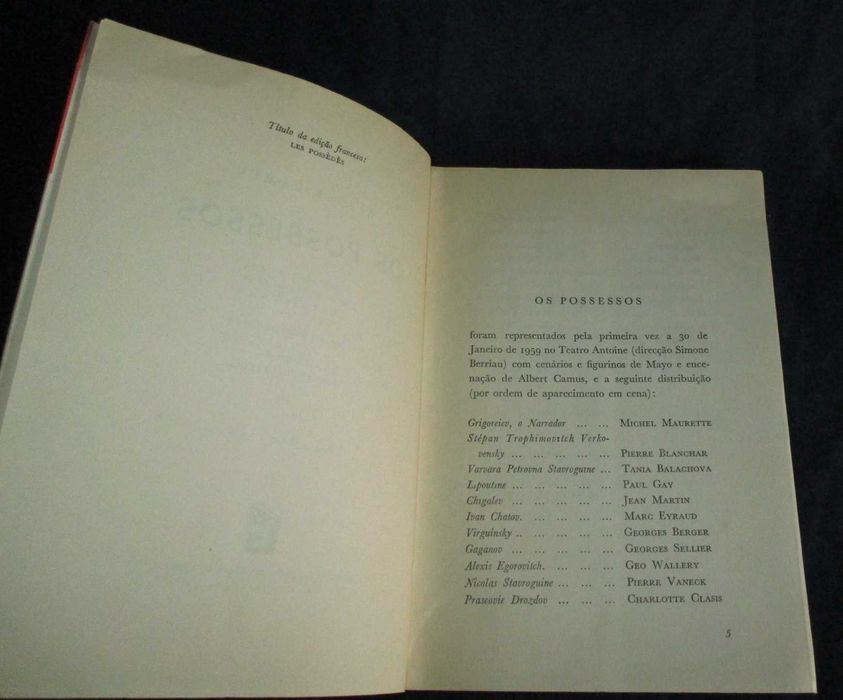 Título da edição francesa:
LES POSSÉDÉS
OS POSSESSOS
foram representados pela primeira vez a 30 de
Janeiro de 1959 no Teatro Antoine (direcção Simone
Berriau) com cenários e figurinos de Mayo e ence-
nação de Albert Camus, e a seguinte distribuição
(por ordem de aparecimento em cena):
Grigoreiev, o Narrador ... ... MICHEL MAURETTE
Stépan Trophimovitch Verko-
vensky ... ... ... ... ... PIERRE BLANCHAR
Varvara Petrovna Stavroguine ... TANIA BALACHOVA
Lipoutine ... ... ... ... ... PAUL GAY
Chigalev ... ... ... ... ... JEAN MARTIN
Ivan Chatov. ... ... ... ... MARC EYRAUD
Virguinsky .. ... ... ... ... GEORGES BERGER
Gaganov ... ... ... ... ... GEORGES SELLIER
Alexis Egorovitch. ... ... ... GEO WALLERY
Nicolas Stavroguine ... ... ... PIERRE VANECK
Prascovie Drozdov ... ... ... CHARLOTTE CLASIS
5